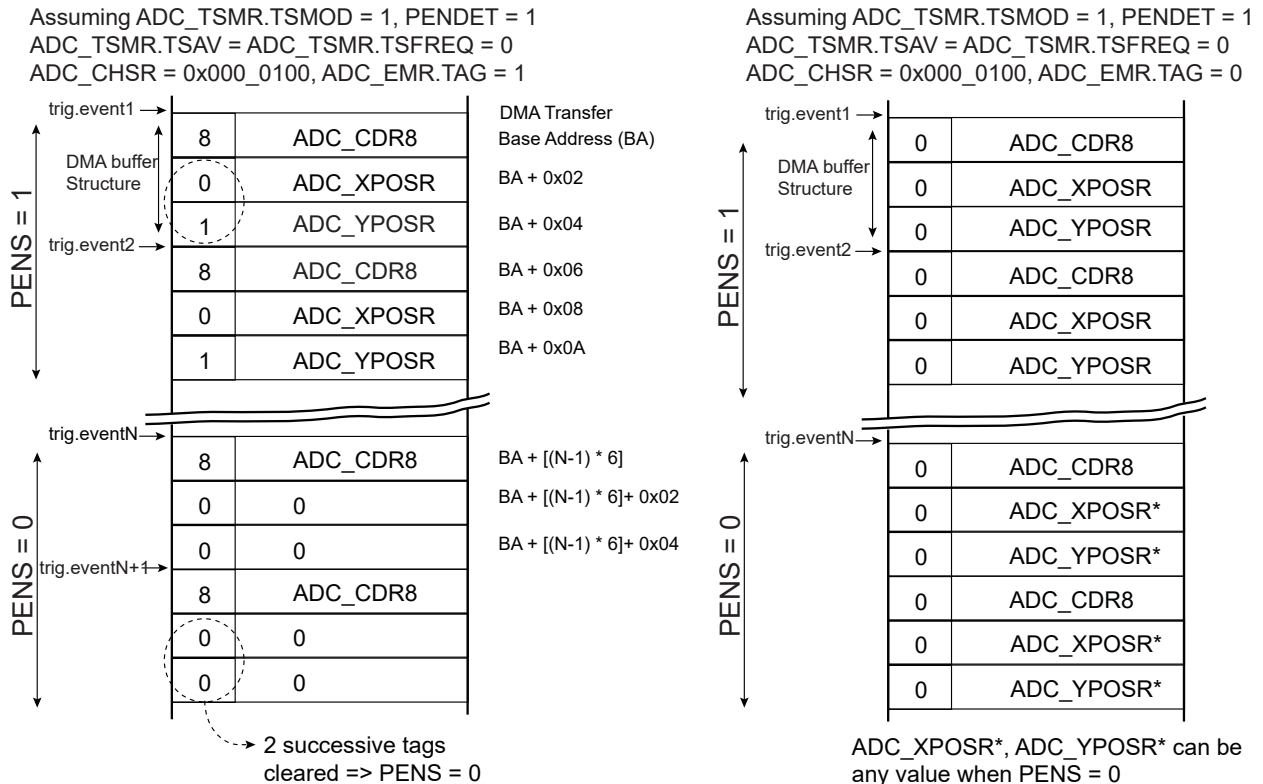 Assuming ADC_TSMR.TSMOD = 1, PENDET = 1
ADC_TSMR.TSAV = ADC_TSMR.TSFREQ = 0
ADC_CHSR = 0x000_0100, ADC_EMR.TAG = 1
trig.event1
DMA Transfer
8 ADC_CDR8 Base Address (BA)
DMA buffer
Structure
0 ADC_XPOSR BA + 0x02
1 ADC_YPOSR BA + 0x04
trig.event2
8 ADC_CDR8 BA + 0x06
0 ADC_XPOSR BA + 0x08
1 ADC_YPOSR BA + 0x0A
PENS = 1
trig.eventN
8 ADC_CDR8 BA + [(N-1) * 6]
0 0 BA + [(N-1) * 6]+ 0x02
0 0 BA + [(N-1) * 6]+ 0x04
trig.eventN+1
8 ADC_CDR8
0 0
0 0
PENS = 0
2 successive tags
cleared => PENS = 0
Assuming ADC_TSMR.TSMOD = 1, PENDET = 1
ADC_TSMR.TSAV = ADC_TSMR.TSFREQ = 0
ADC_CHSR = 0x000_0100, ADC_EMR.TAG = 0
trig.event1
0 ADC_CDR8
DMA buffer
Structure
0 ADC_XPOSR
0 ADC_YPOSR
trig.event2
0 ADC_CDR8
0 ADC_XPOSR
0 ADC_YPOSR
PENS = 1
trig.eventN
0 ADC_CDR8
0 ADC_XPOSR*
0 ADC_YPOSR*
0 ADC_CDR8
0 ADC_XPOSR*
0 ADC_YPOSR*
PENS = 0
ADC_XPOSR*, ADC_YPOSR* can be
any value when PENS = 0